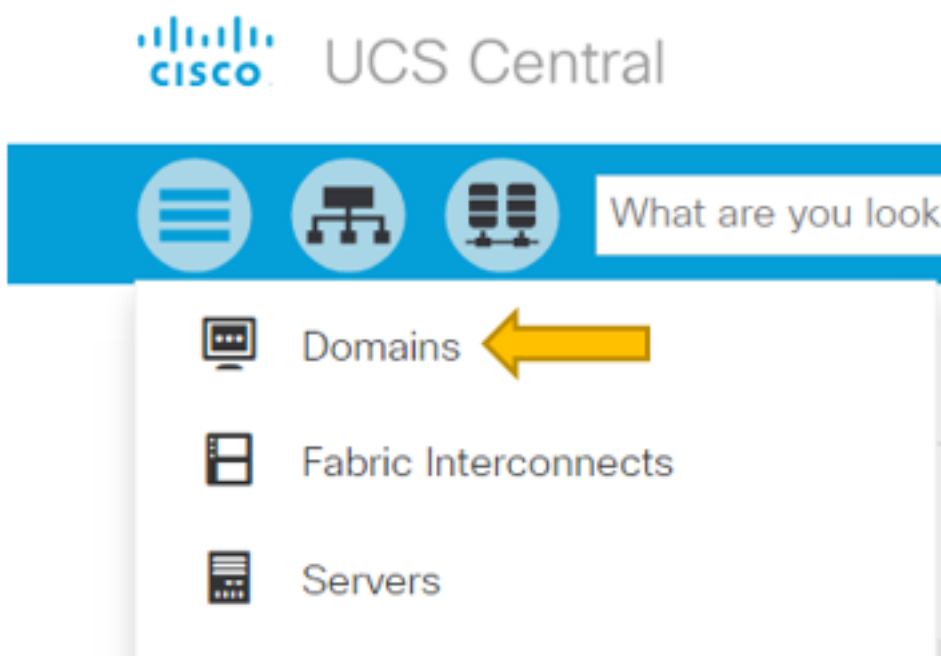 CISCO
UCS Central
What are you look
Domains
Fabric Interconnects
Servers